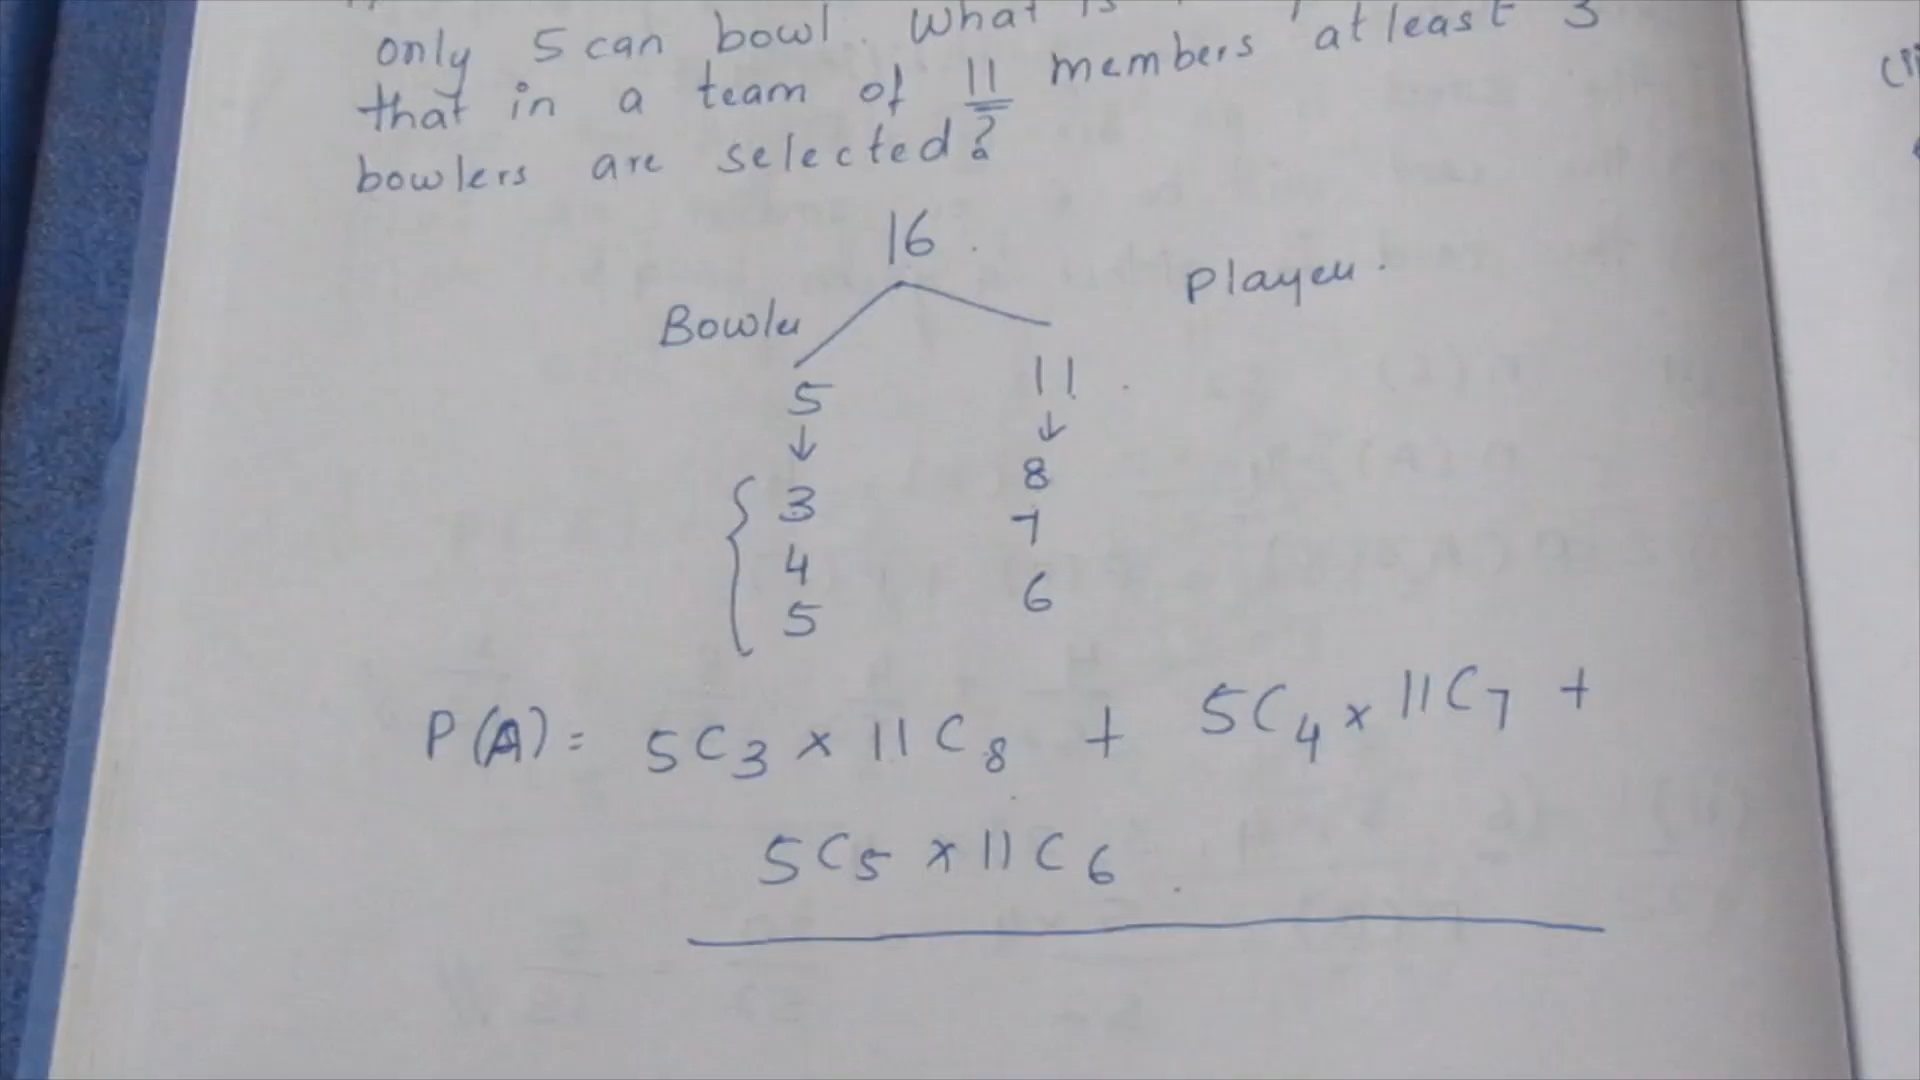 only 5 can bowl. What is
that in a team of 11 members atleast 3
bowlers are selected?
16
Bowler
Player
5
11
↓
↓
3
8
4
7
5
6
P(A) = 5C3 × 11C8 + 5C4 × 11C7 +
5C5 × 11C6